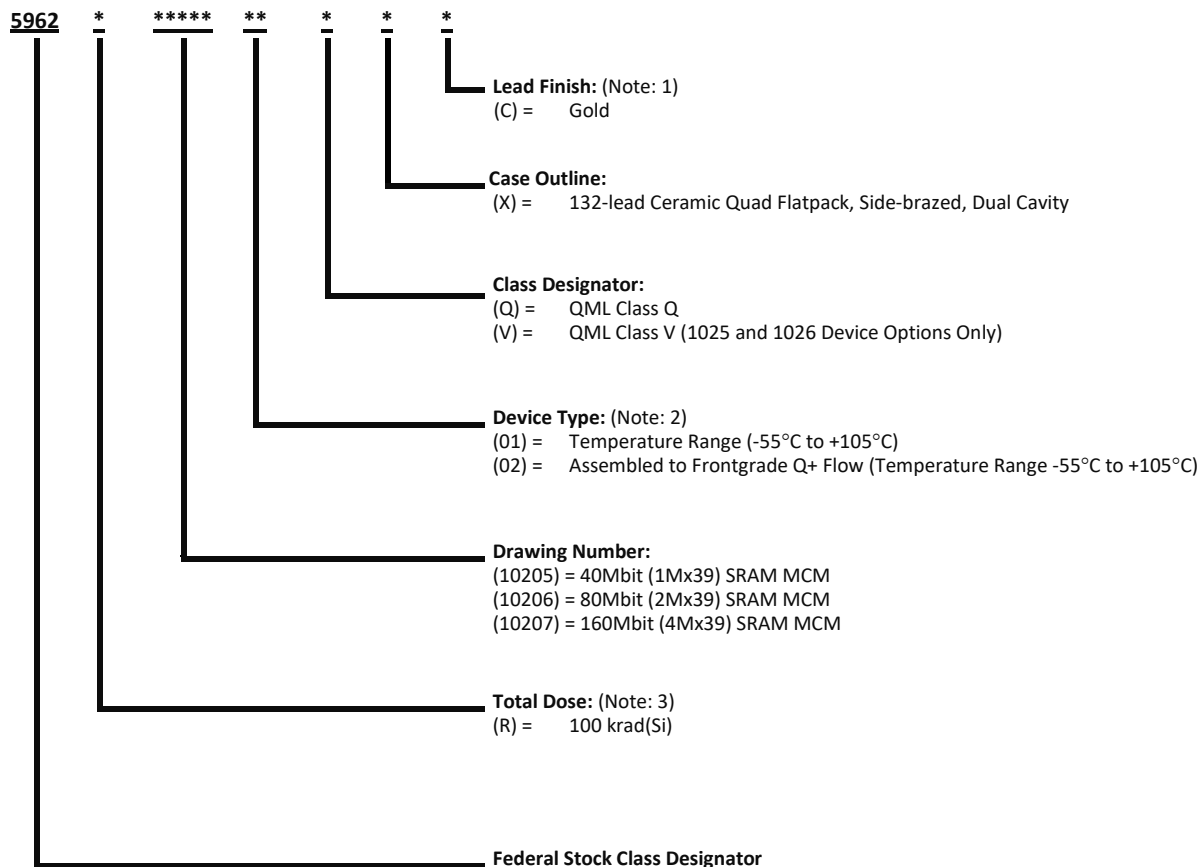 5962 * ***** ** * * *
Lead Finish: (Note: 1)
(C) = Gold
Case Outline:
(X) = 132-lead Ceramic Quad Flatpack, Side-brazed, Dual Cavity
Class Designator:
(Q) = QML Class Q
(V) = QML Class V (1025 and 1026 Device Options Only)
Device Type: (Note: 2)
(01) = Temperature Range (-55°C to +105°C)
(02) = Assembled to Frontgrade Q+ Flow (Temperature Range -55°C to +105°C)
Drawing Number:
(10205) = 40Mbit (1Mx39) SRAM MCM
(10206) = 80Mbit (2Mx39) SRAM MCM
(10207) = 160Mbit (4Mx39) SRAM MCM
Total Dose: (Note: 3)
(R) = 100 krad(Si)
Federal Stock Class Designator